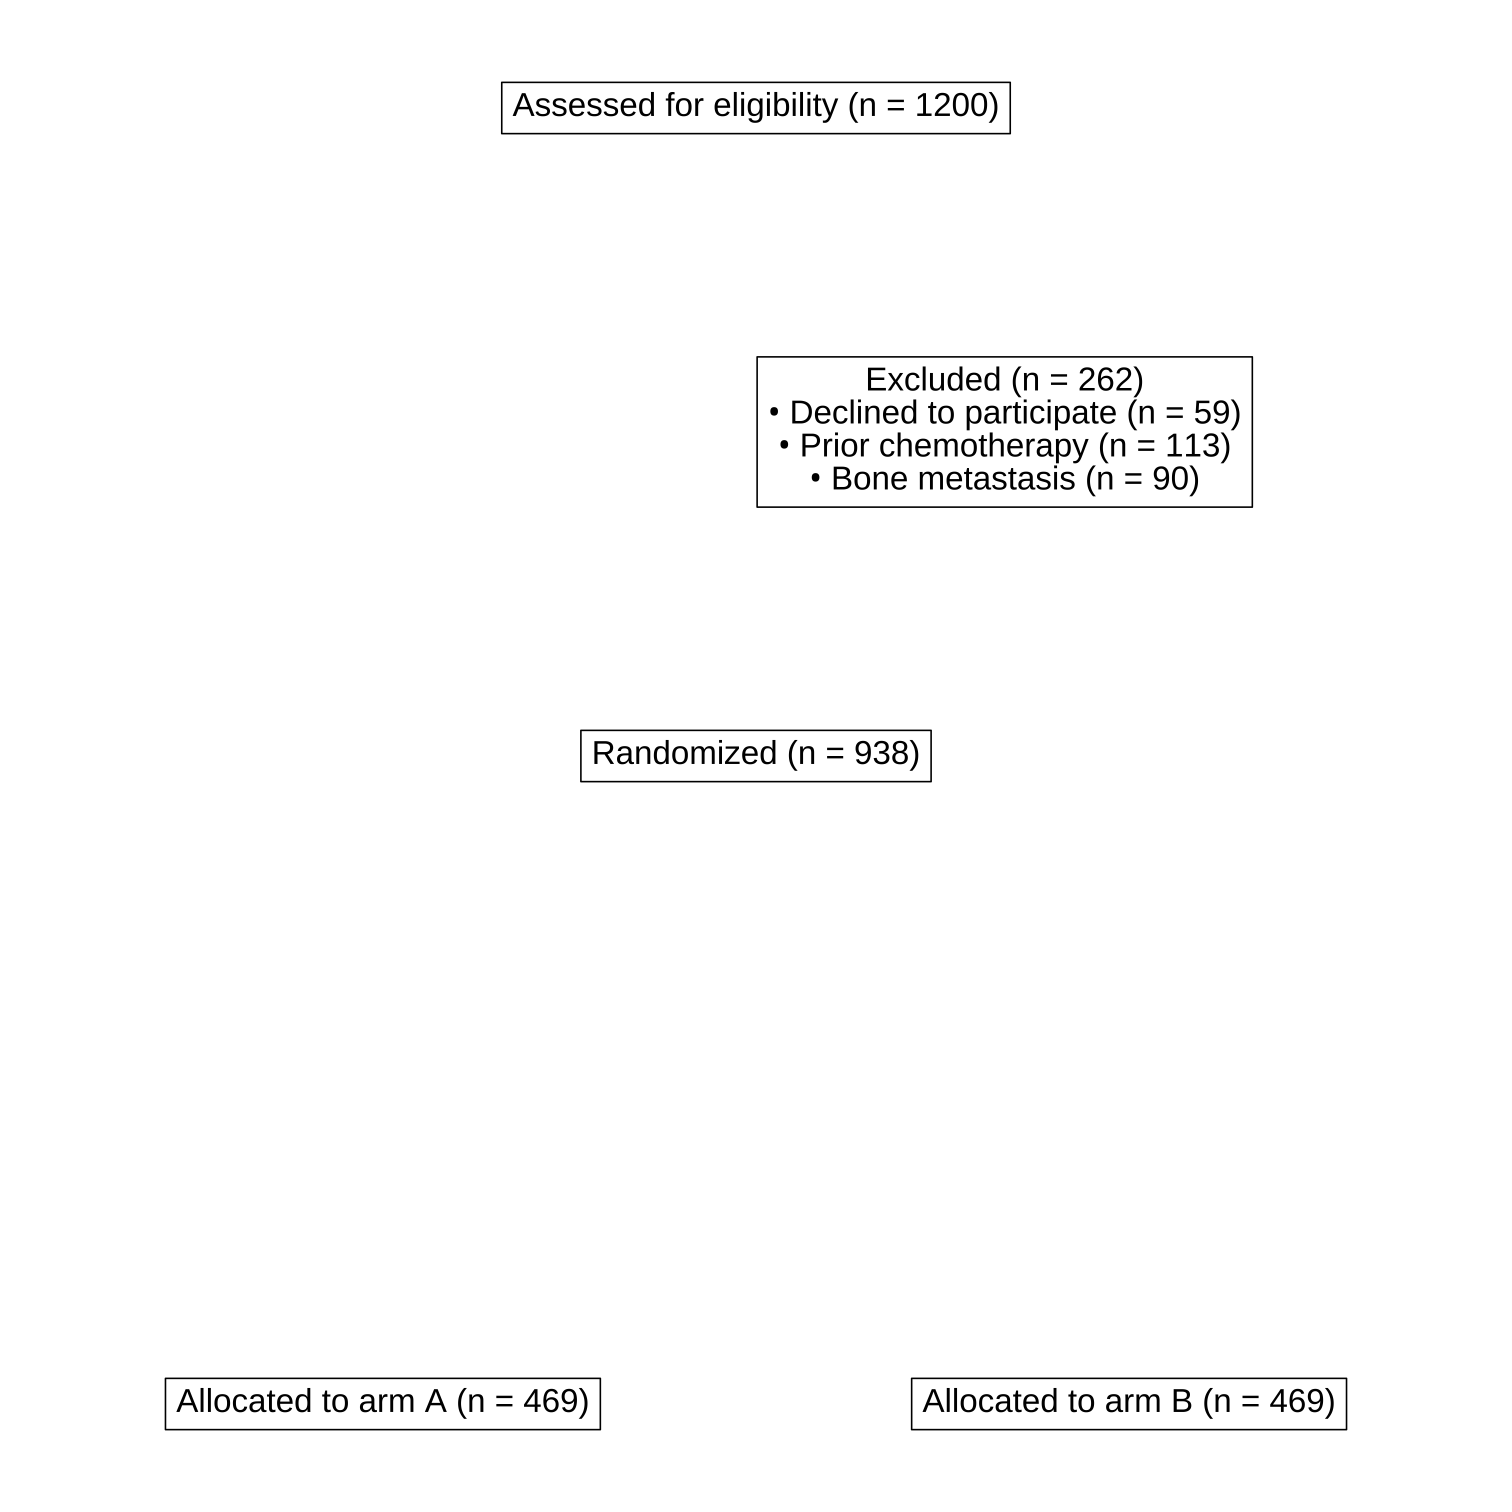 Assessed for eligibility (n = 1200)
Excluded (n = 262)
• Declined to participate (n = 59)
• Prior chemotherapy (n = 113)
• Bone metastasis (n = 90)
Randomized (n = 938)
Allocated to arm A (n = 469)
Allocated to arm B (n = 469)